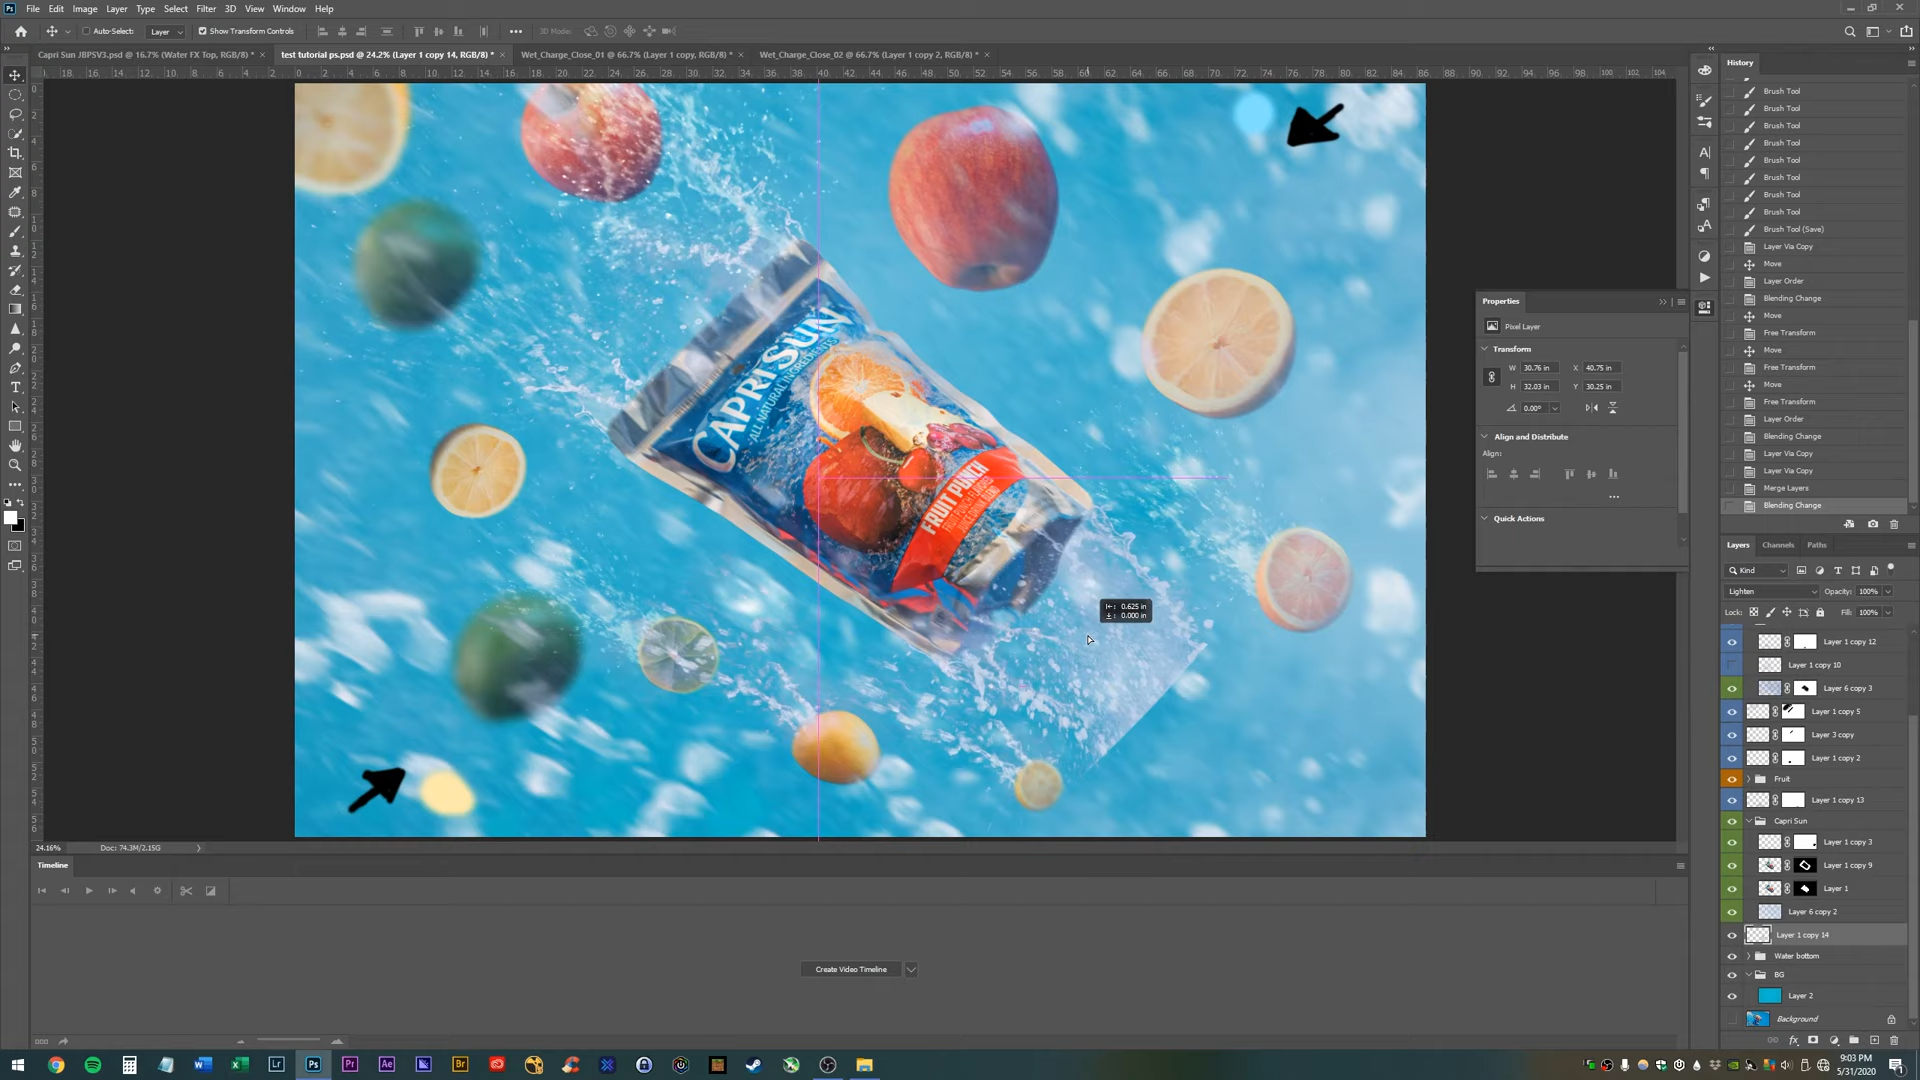 File Edit Image Layer Type Select Filter 3D View Window Help
Auto-Select: Layer Show Transform Controls 3D Mode:
Capri Sun JBPSV3.psd @ 16.7% (Water FX Top, RGB/8) * × test tutorial ps.psd @ 24.2% (Layer 1 copy 14, RGB/8) * × Wet_Charge_Close_01 @ 66.7% (Layer 1 copy, RGB/8) * × Wet_Charge_Close_02 @ 66.7% (Layer 1 copy 2, RGB/8) * ×
CAPRI SUN
ALL NATURAL INGREDIENTS
FRUIT PUNCH
0.625 in
0.000 in
24.16% Doc: 74.3M/2.15G
Timeline
Create Video Timeline
Properties
Pixel Layer
Transform
W 30.76 in X 40.75 in
H 32.03 in Y 30.25 in
0.00°
Align and Distribute
Align:
Quick Actions
History
Brush Tool
Brush Tool
Brush Tool
Brush Tool
Brush Tool
Brush Tool
Brush Tool
Brush Tool
Brush Tool (Save)
Layer Via Copy
Move
Layer Order
Blending Change
Move
Free Transform
Move
Free Transform
Move
Free Transform
Layer Order
Blending Change
Layer Via Copy
Layer Via Copy
Merge Layers
Blending Change
Layers Channels Paths
Kind
Lighten Opacity: 100%
Lock: Fill: 100%
Layer 1 copy 12
Layer 1 copy 10
Layer 6 copy 3
Layer 1 copy 5
Layer 3 copy
Layer 1 copy 2
Fruit
Layer 1 copy 13
Capri Sun
Layer 1 copy 3
Layer 1 copy 9
Layer 1
Layer 6 copy 2
Layer 1 copy 14
Water bottom
BG
Layer 2
Background
9:03 PM
5/31/2020